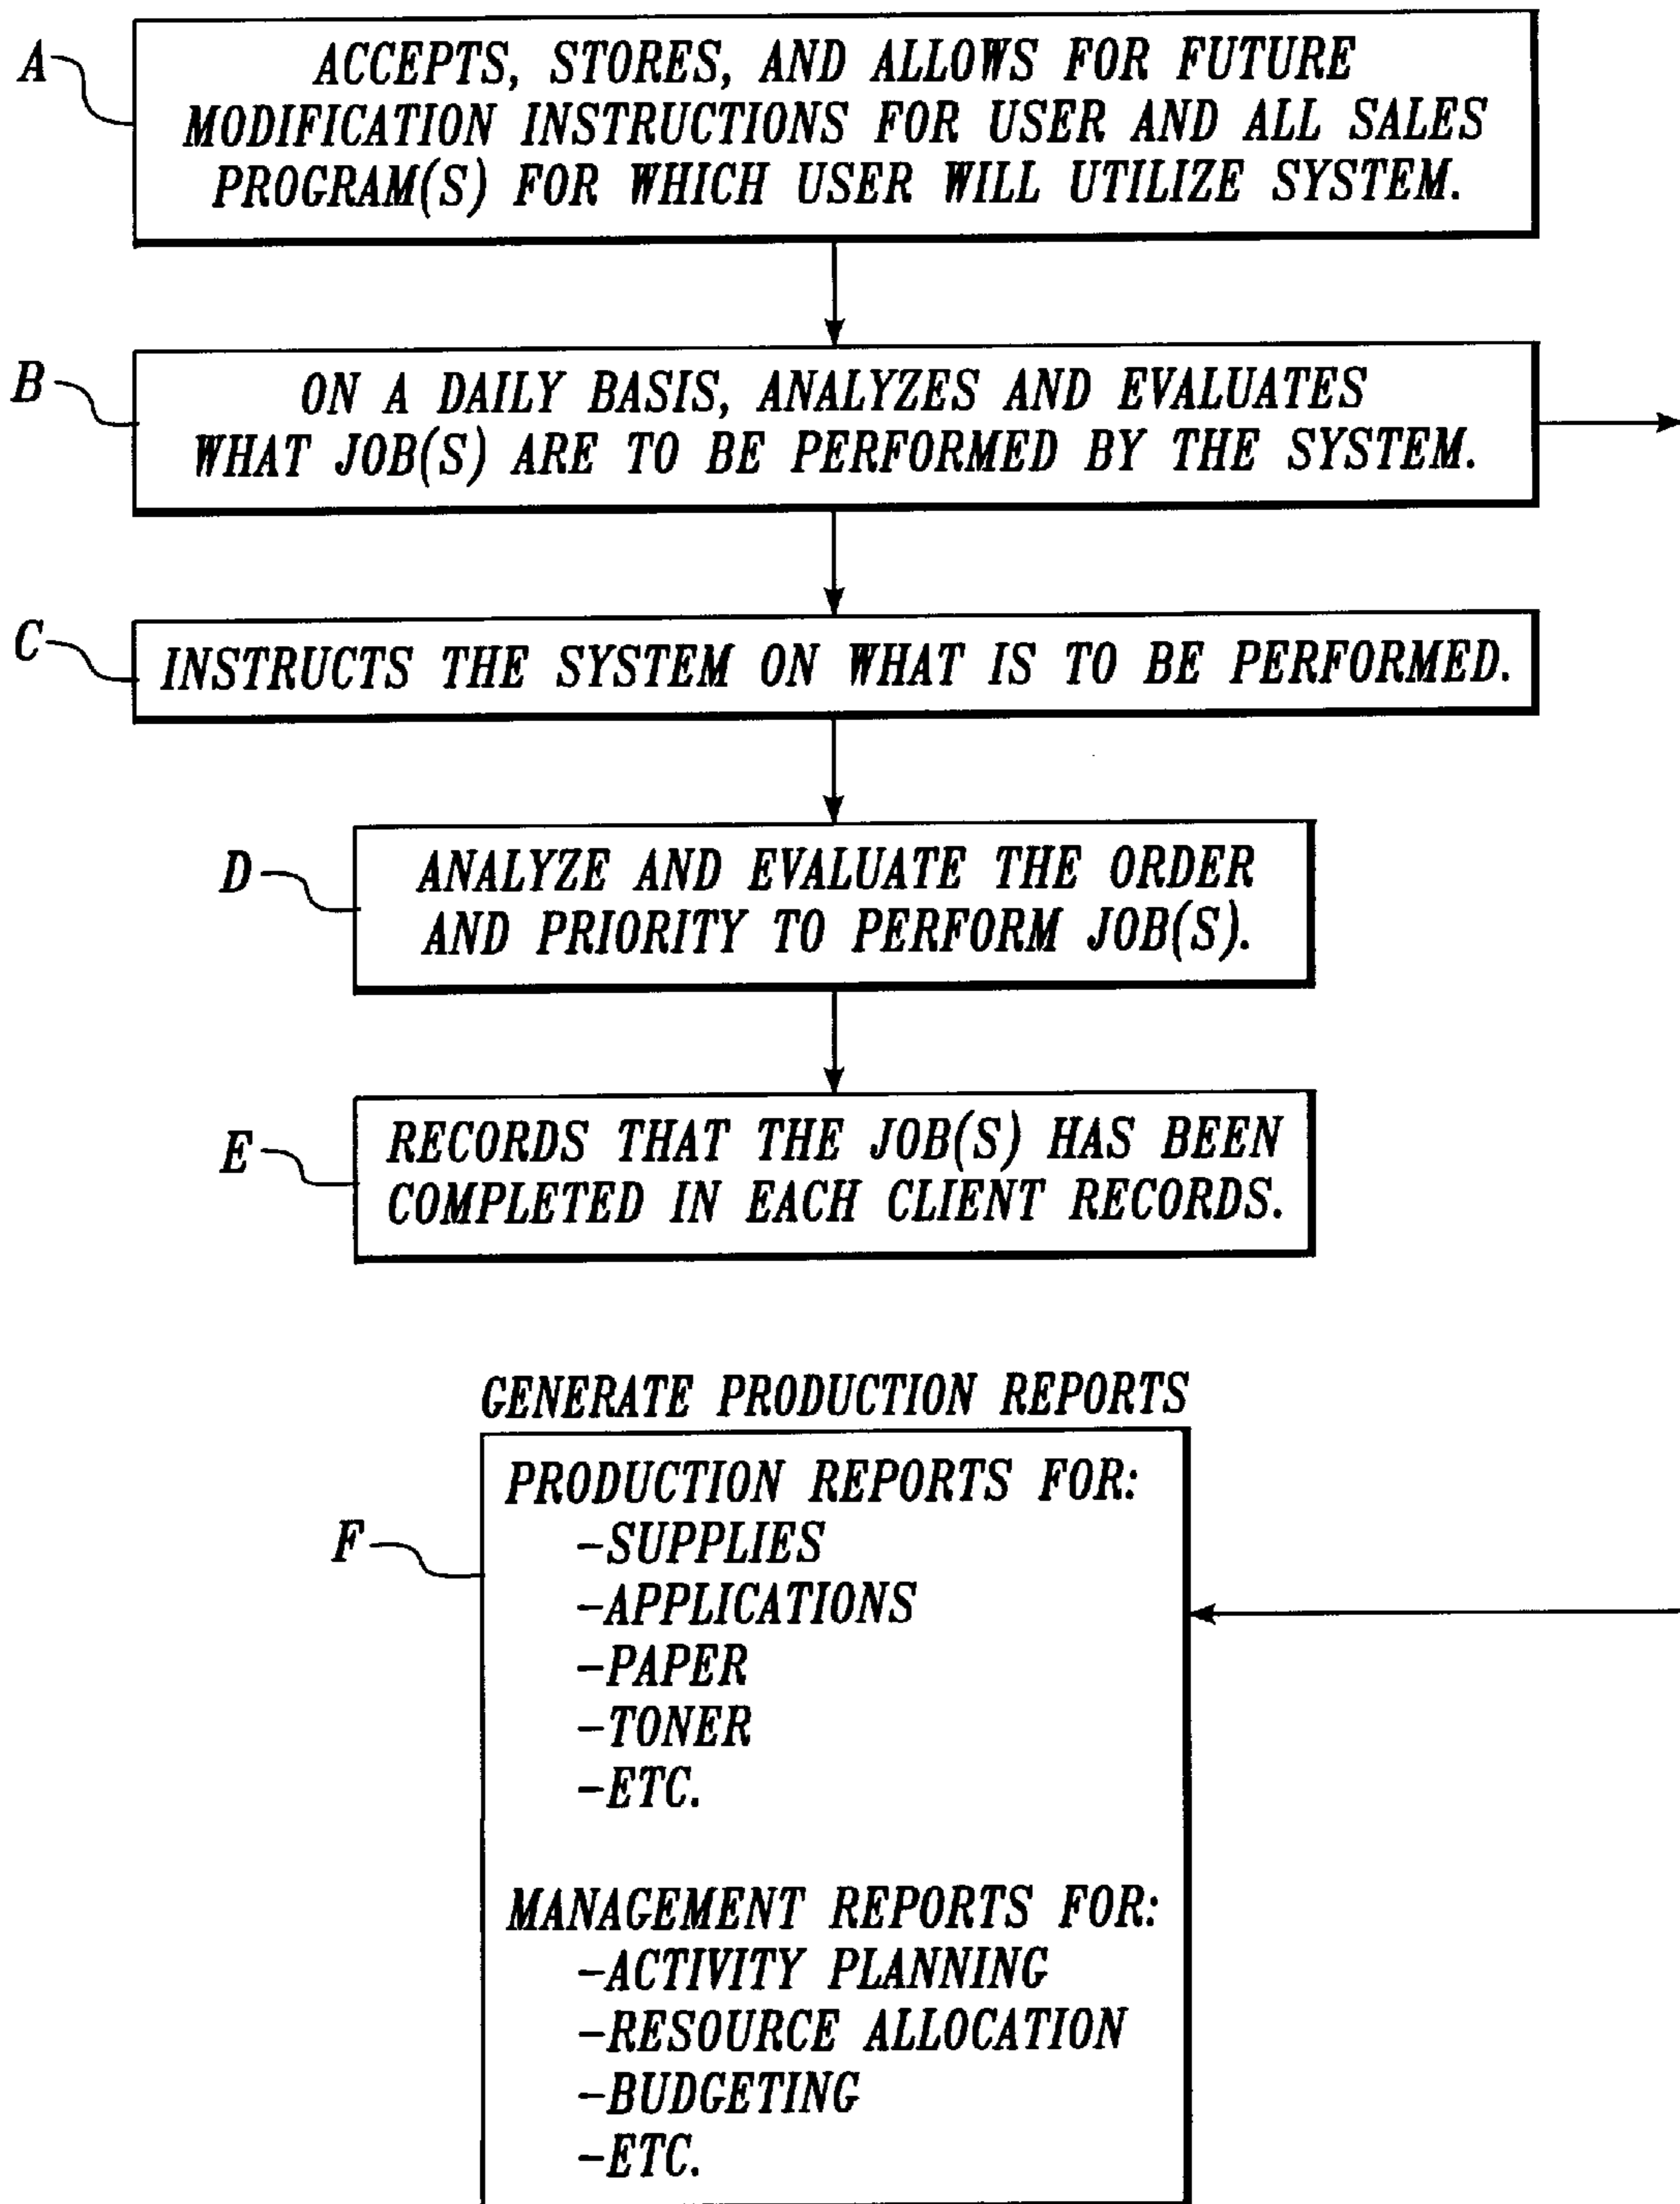 A
ACCEPTS, STORES, AND ALLOWS FOR FUTURE
MODIFICATION INSTRUCTIONS FOR USER AND ALL SALES
PROGRAM(S) FOR WHICH USER WILL UTILIZE SYSTEM.
B
ON A DAILY BASIS, ANALYZES AND EVALUATES
WHAT JOB(S) ARE TO BE PERFORMED BY THE SYSTEM.
C
INSTRUCTS THE SYSTEM ON WHAT IS TO BE PERFORMED.
D
ANALYZE AND EVALUATE THE ORDER
AND PRIORITY TO PERFORM JOB(S).
E
RECORDS THAT THE JOB(S) HAS BEEN
COMPLETED IN EACH CLIENT RECORDS.
GENERATE PRODUCTION REPORTS
F
PRODUCTION REPORTS FOR:
-SUPPLIES
-APPLICATIONS
-PAPER
-TONER
-ETC.
MANAGEMENT REPORTS FOR:
-ACTIVITY PLANNING
-RESOURCE ALLOCATION
-BUDGETING
-ETC.